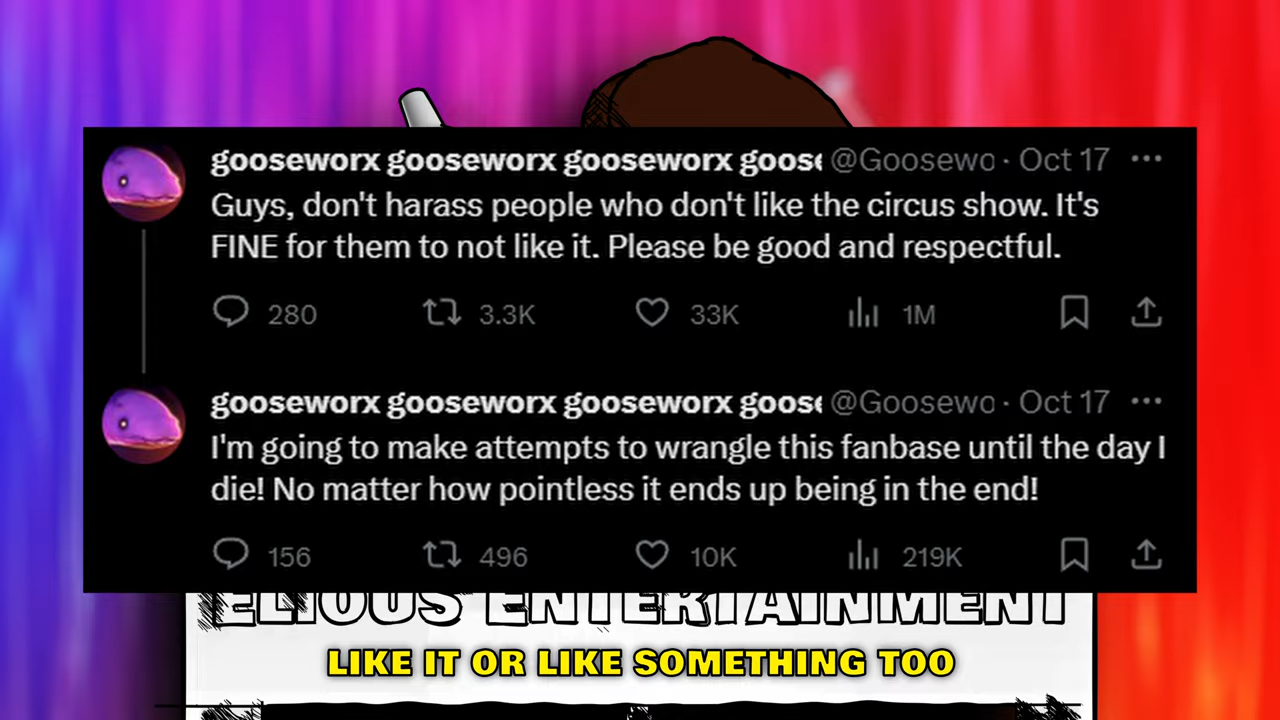 gooseworx gooseworx gooseworx goose @Goosewo · Oct 17 ···
Guys, don't harass people who don't like the circus show. It's
FINE for them to not like it. Please be good and respectful.
280 3.3K 33K 1M
gooseworx gooseworx gooseworx goose @Goosewo · Oct 17 ···
I'm going to make attempts to wrangle this fanbase until the day I
die! No matter how pointless it ends up being in the end!
156 496 10K 219K
ELIOUS ENTERTAINMENT
LIKE IT OR LIKE SOMETHING TOO